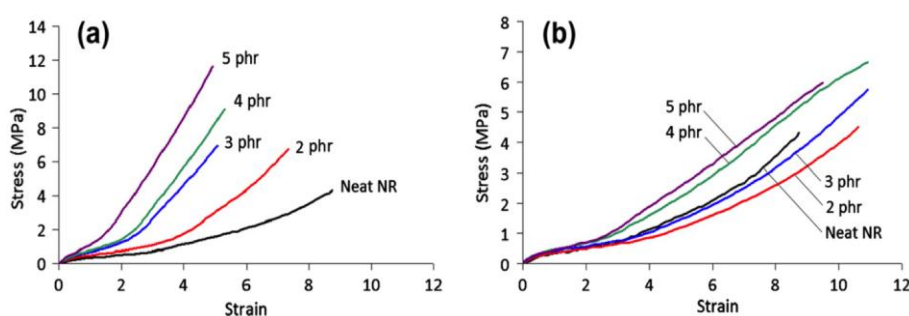 (a)
Stress (MPa)
14
12
10
8
6
4
2
0
5 phr
4 phr
3 phr
2 phr
Neat NR
0 2 4 6 8 10 12
Strain
(b)
Stress (MPa)
8
7
6
5
4
3
2
1
0
5 phr
4 phr
3 phr
2 phr
Neat NR
0 2 4 6 8 10 12
Strain